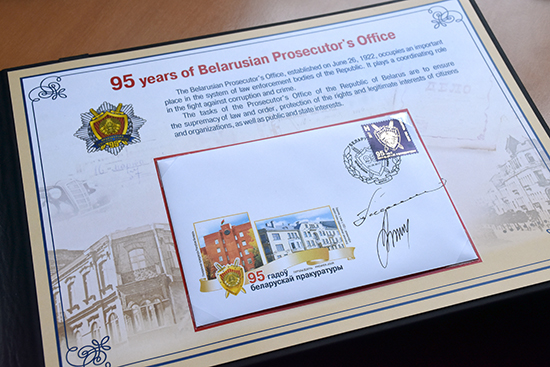 95 years of Belarusian Prosecutor's Office
The Belarusian Prosecutor's Office, established on June 26, 1922, occupies an important
place in the system of law enforcement bodies of the Republic. It plays a coordinating role
in the fight against corruption and crime.
The tasks of the Prosecutor's Office of the Republic of Belarus are to ensure
the supremacy of law and order, protection of the rights and legitimate interests of citizens
and organizations, as well as public and state interests.
ДЕЛО
95 гадоў
беларускай пракуратуры